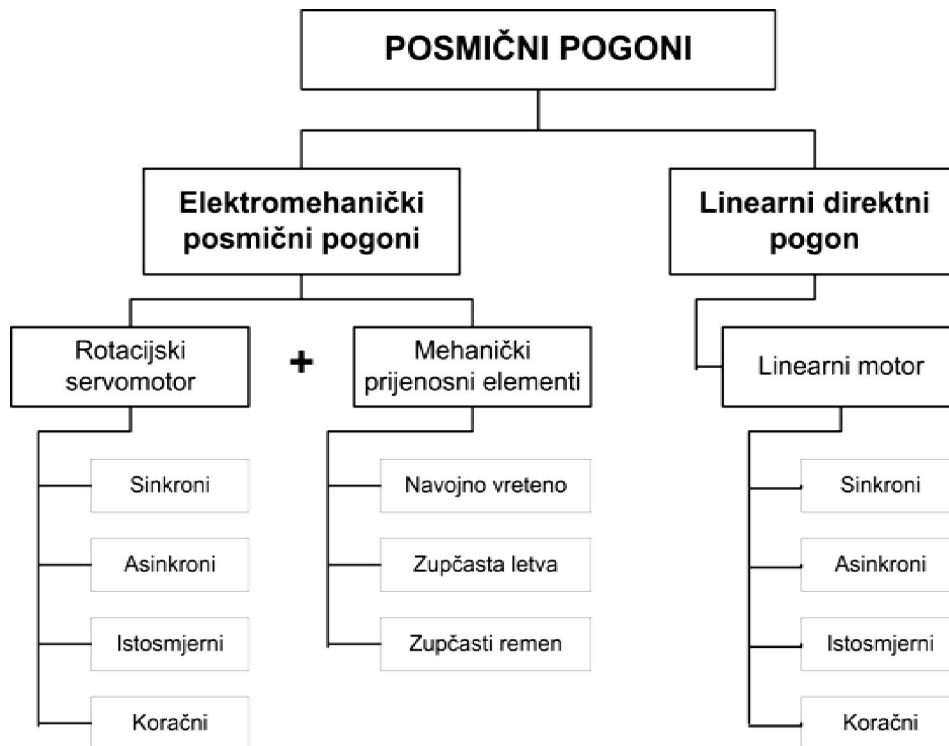 POSMIČNI POGONI
Elektromehanički
posmični pogoni
Linearni direktni
pogon
Rotacijski
servomotor
+
Mehanički
prijenosni elementi
Linearni motor
Sinkroni
Asinkroni
Istosmjerni
Koračni
Navojno vreteno
Zupčasta letva
Zupčasti remen
Sinkroni
Asinkroni
Istosmjerni
Koračni